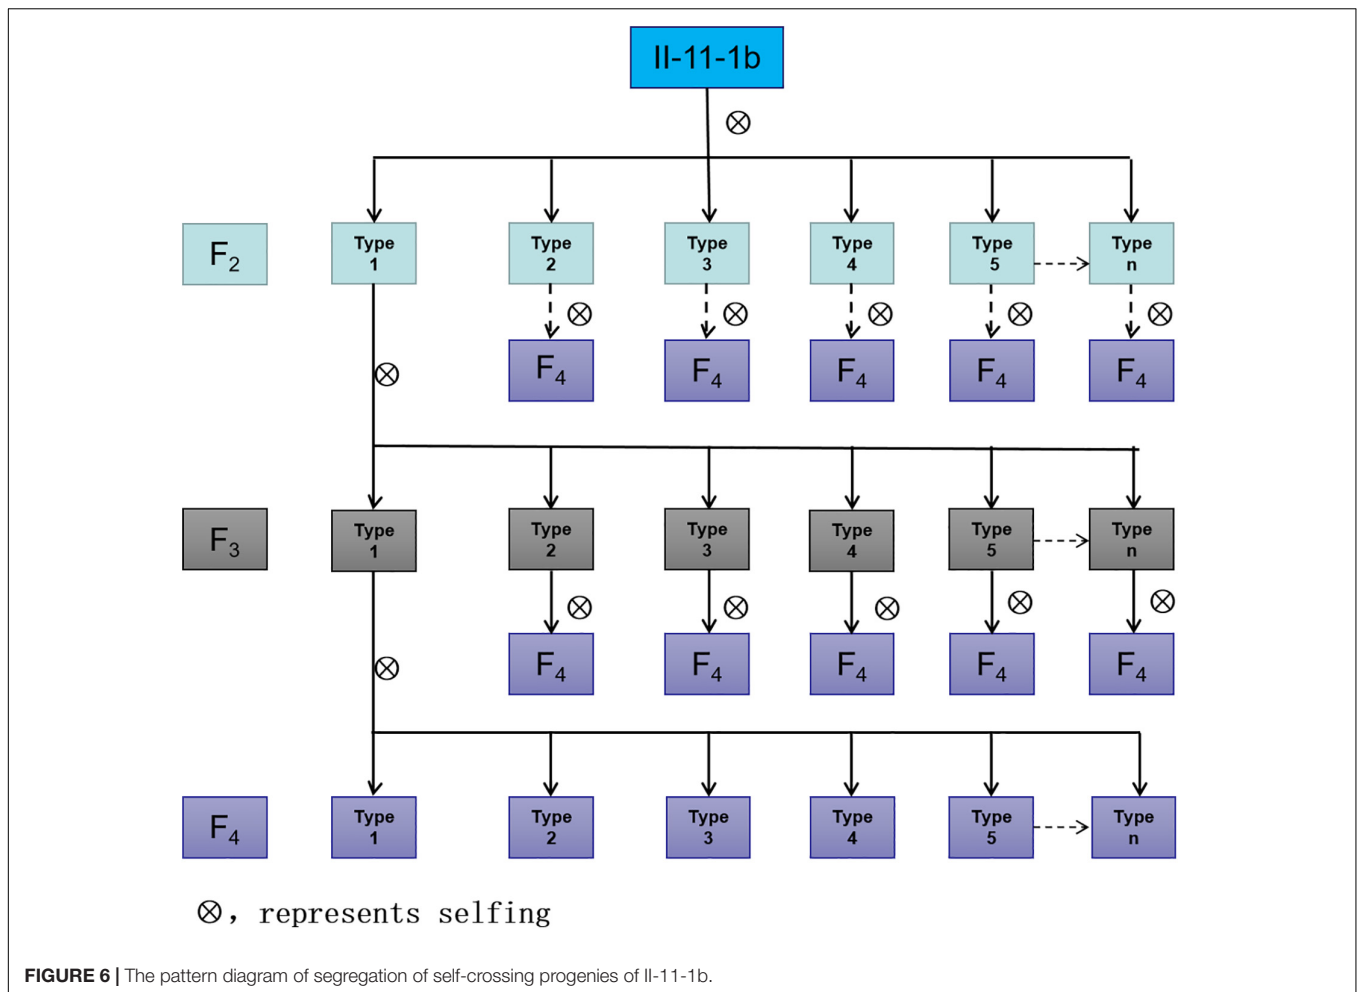 II-11-1b
⊗
F2
Type 1
Type 2
Type 3
Type 4
Type 5
Type n
⊗ ⊗ ⊗ ⊗ ⊗
F4 F4 F4 F4 F4
⊗
F3
Type 1
Type 2
Type 3
Type 4
Type 5
Type n
⊗ ⊗ ⊗ ⊗ ⊗
F4 F4 F4 F4 F4
⊗
F4
Type 1
Type 2
Type 3
Type 4
Type 5
Type n
⊗, represents selfing
FIGURE 6 | The pattern diagram of segregation of self-crossing progenies of II-11-1b.